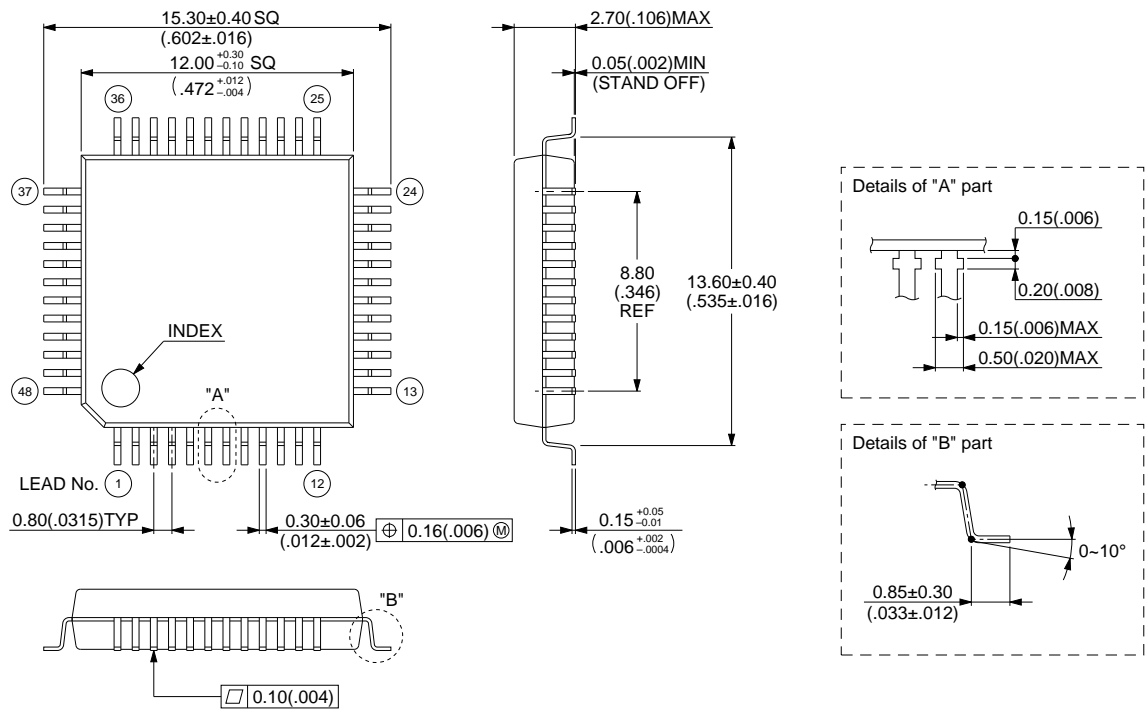 15.30±0.40 SQ
(.602±.016)
12.00 +0.30 −0.10 SQ
(.472 +.012 −.004)
36
25
37
24
INDEX
48
"A"
13
LEAD No.
1
12
0.80(.0315)TYP
0.30±0.06
(.012±.002)
⌖ 0.16(.006) Ⓜ
2.70(.106)MAX
0.05(.002)MIN
(STAND OFF)
8.80
(.346)
REF
13.60±0.40
(.535±.016)
0.15 +0.05 −0.01
(.006 +.002 −.0004)
"B"
⏥ 0.10(.004)
Details of "A" part
0.15(.006)
0.20(.008)
0.15(.006)MAX
0.50(.020)MAX
Details of "B" part
0~10°
0.85±0.30
(.033±.012)